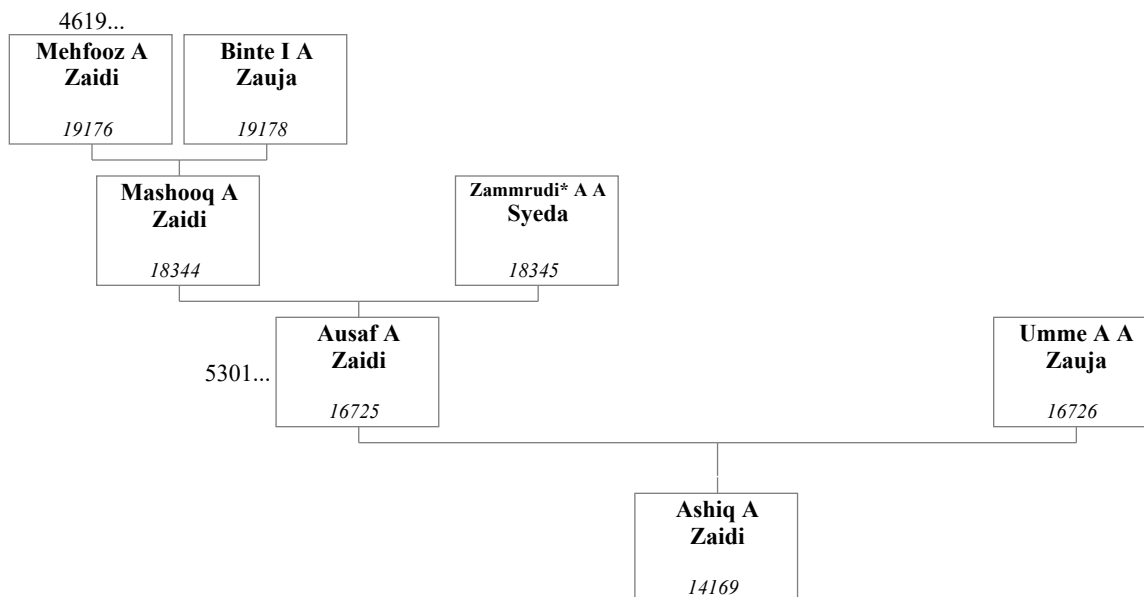 4619...
Mehfooz A
Zaidi
19176
Binte I A
Zauja
19178
Mashooq A
Zaidi
18344
Zammrudi* A A
Syeda
18345
5301...
Ausaf A
Zaidi
16725
Umme A A
Zauja
16726
Ashiq A
Zaidi
14169